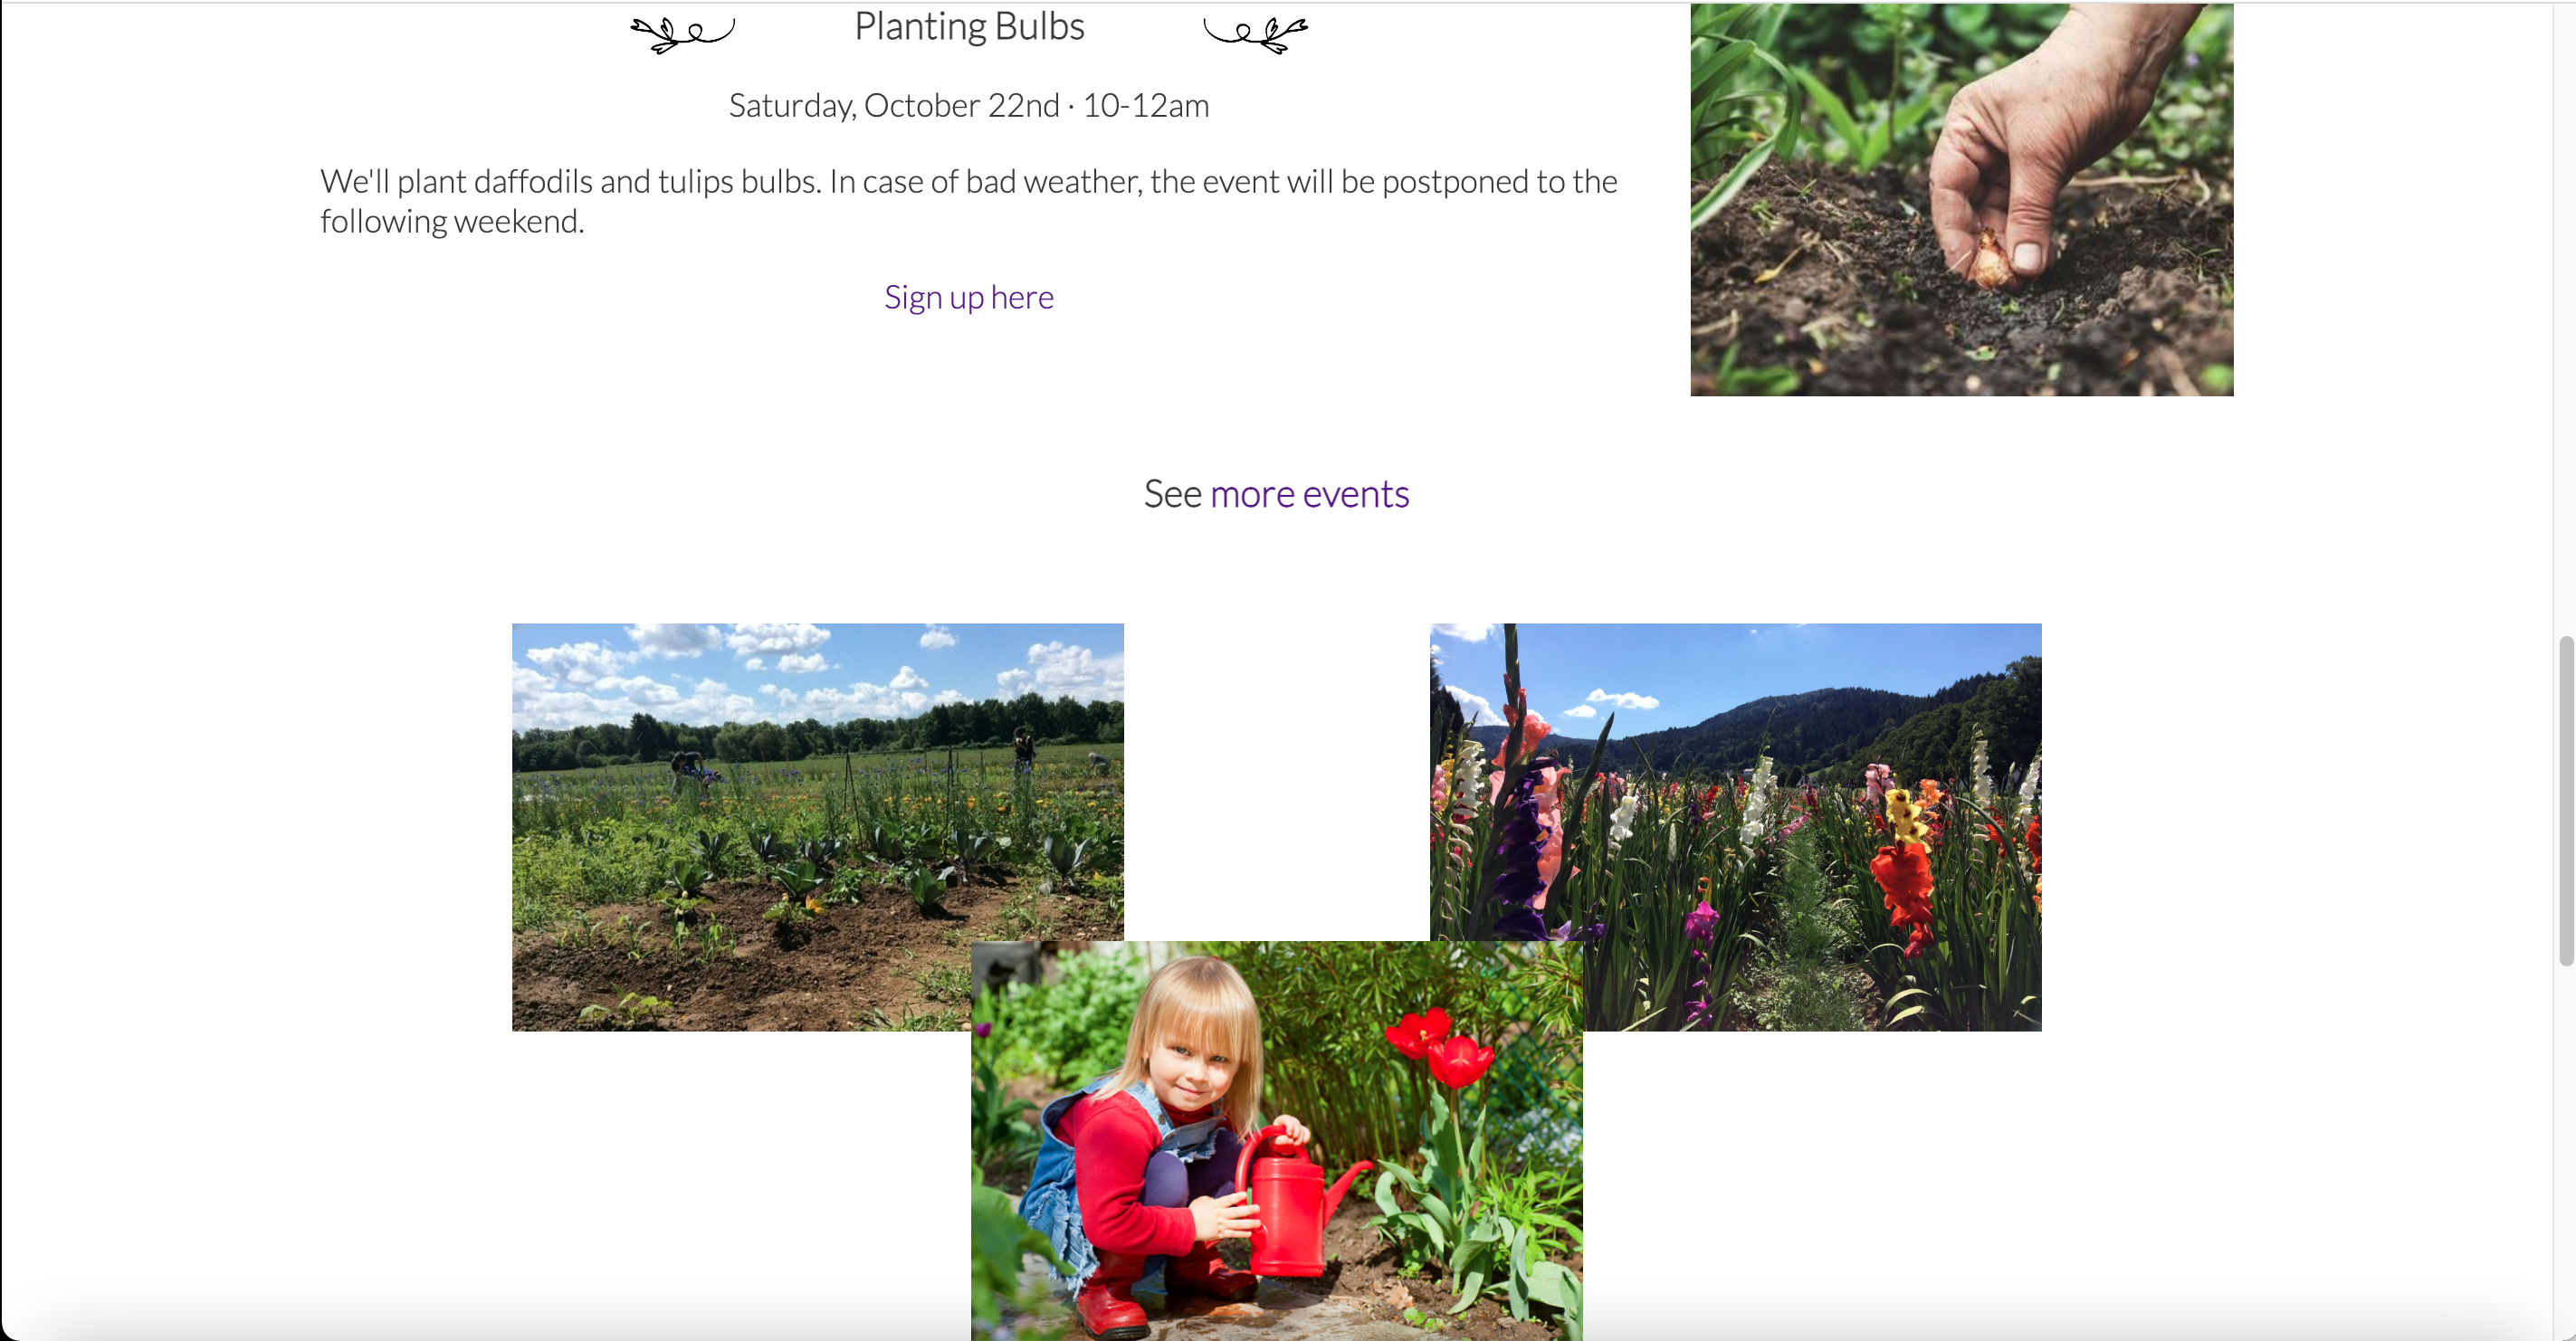 Planting Bulbs
Saturday, October 22nd · 10-12am
We'll plant daffodils and tulips bulbs. In case of bad weather, the event will be postponed to the
following weekend.
Sign up here
See more events